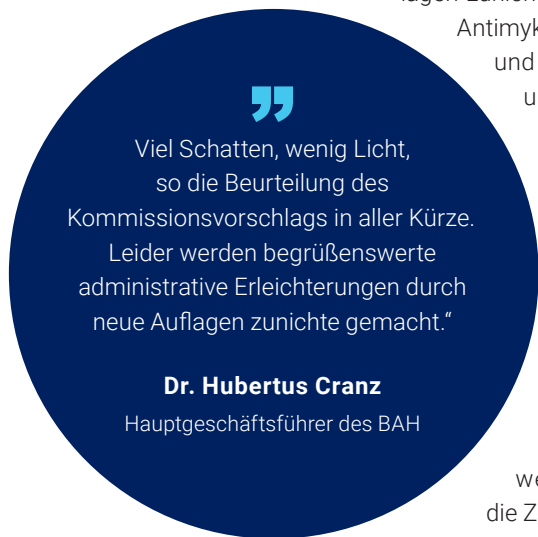 Antimyk
und
„
Viel Schatten, wenig Licht,
so die Beurteilung des
Kommissionsvorschlags in aller Kürze.
Leider werden begrüßenswerte
administrative Erleichterungen durch
neue Auflagen zunichte gemacht.“
Dr. Hubertus Cranz
Hauptgeschäftsführer des BAH
we
die Z